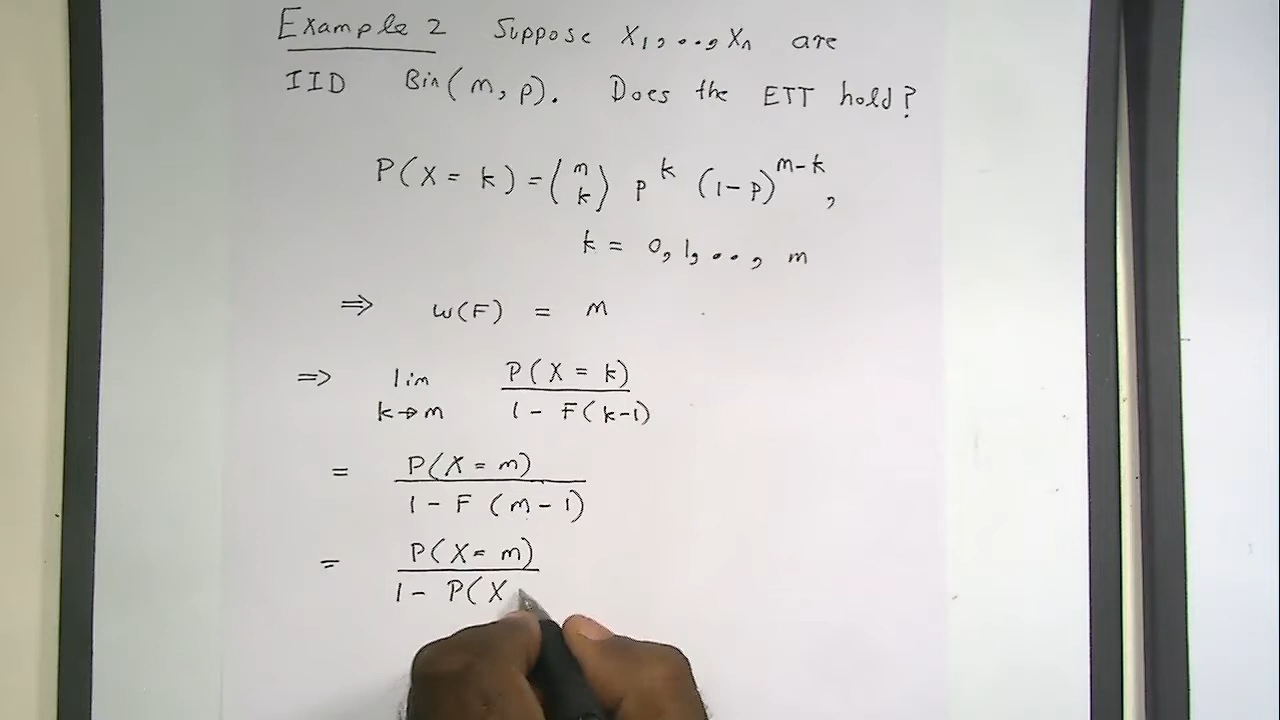 Example 2 Suppose X₁,..,Xₙ are
IID Bin(m, p). Does the ETT hold?
P(X = k) = (m k) p^k (1-p)^{m-k},
k = 0, 1, .., m
⇒ w(F) = m
⇒ lim k→m P(X = k) / 1 - F(k-1)
= P(X = m) / 1 - F (m - 1)
= P(X = m) / 1 - P(X